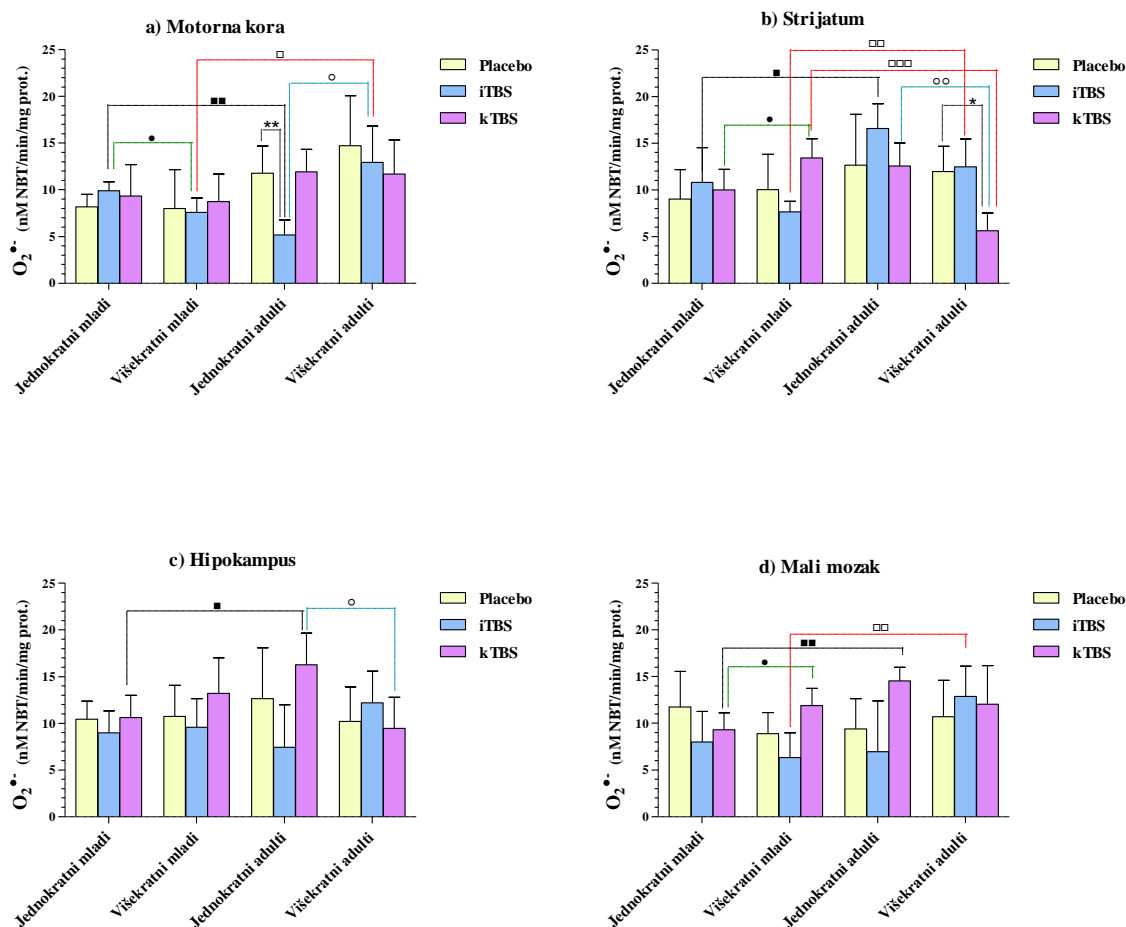 a) Motorna kora
O₂•- (nM NBT/min/mg prot.)
25
20
15
10
5
0
■■
●
□
○
**
Placebo
iTBS
kTBS
Jednokratni mladi
Višekratni mladi
Jednokratni adulti
Višekratni adulti
b) Strijatum
O₂•- (nM NBT/min/mg prot.)
25
20
15
10
5
0
□□
□□□
■
○○
●
*
Placebo
iTBS
kTBS
Jednokratni mladi
Višekratni mladi
Jednokratni adulti
Višekratni adulti
c) Hipokampus
O₂•- (nM NBT/min/mg prot.)
25
20
15
10
5
0
■
○
Placebo
iTBS
kTBS
Jednokratni mladi
Višekratni mladi
Jednokratni adulti
Višekratni adulti
d) Mali mozak
O₂•- (nM NBT/min/mg prot.)
25
20
15
10
5
0
□□
■■
●
Placebo
iTBS
kTBS
Jednokratni mladi
Višekratni mladi
Jednokratni adulti
Višekratni adulti